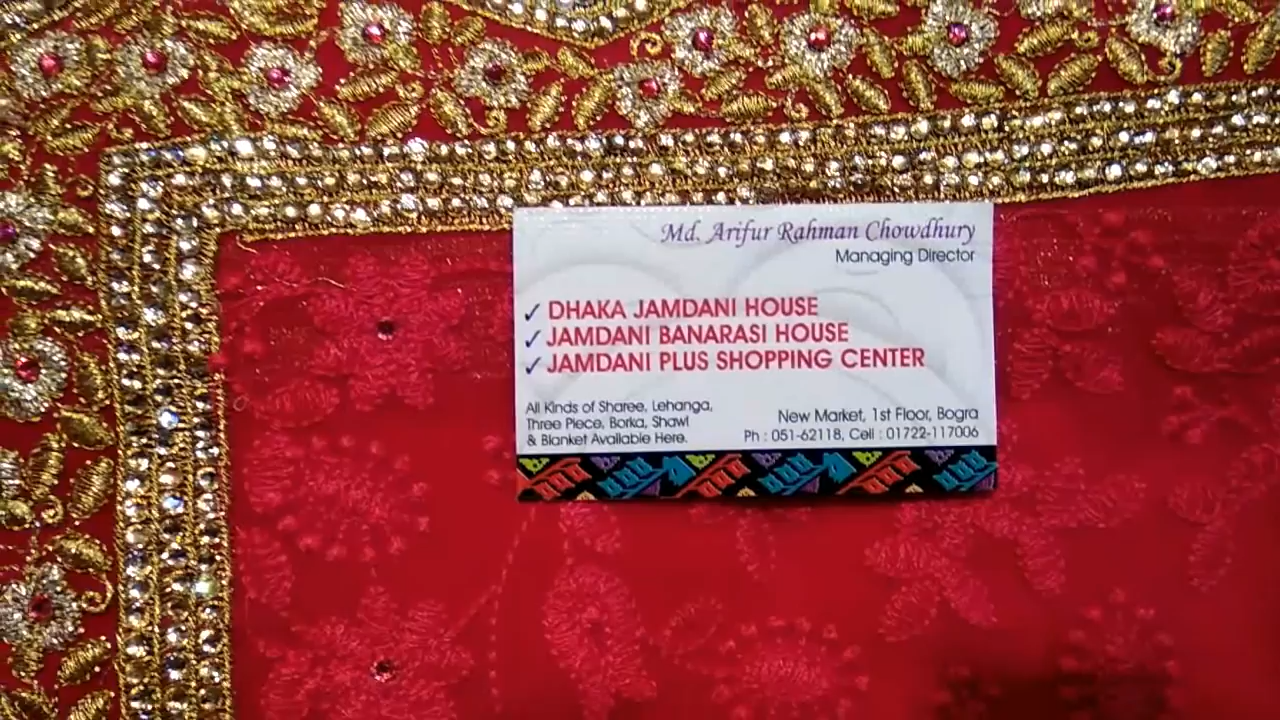 Md. Arifur Rahman Chowdhury
Managing Director
✓ DHAKA JAMDANI HOUSE
✓ JAMDANI BANARASI HOUSE
✓ JAMDANI PLUS SHOPPING CENTER
All Kinds of Sharee, Lehanga,
Three Piece, Borka, Shawl
& Blanket Available Here.
New Market, 1st Floor, Bogra
Ph : 051-62118, Cell : 01722-117006